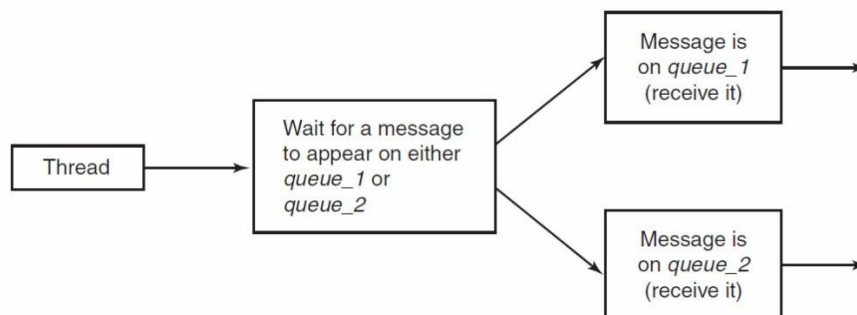 Thread
Wait for a message
to appear on either
queue_1 or
queue_2
Message is
on queue_1
(receive it)
Message is
on queue_2
(receive it)